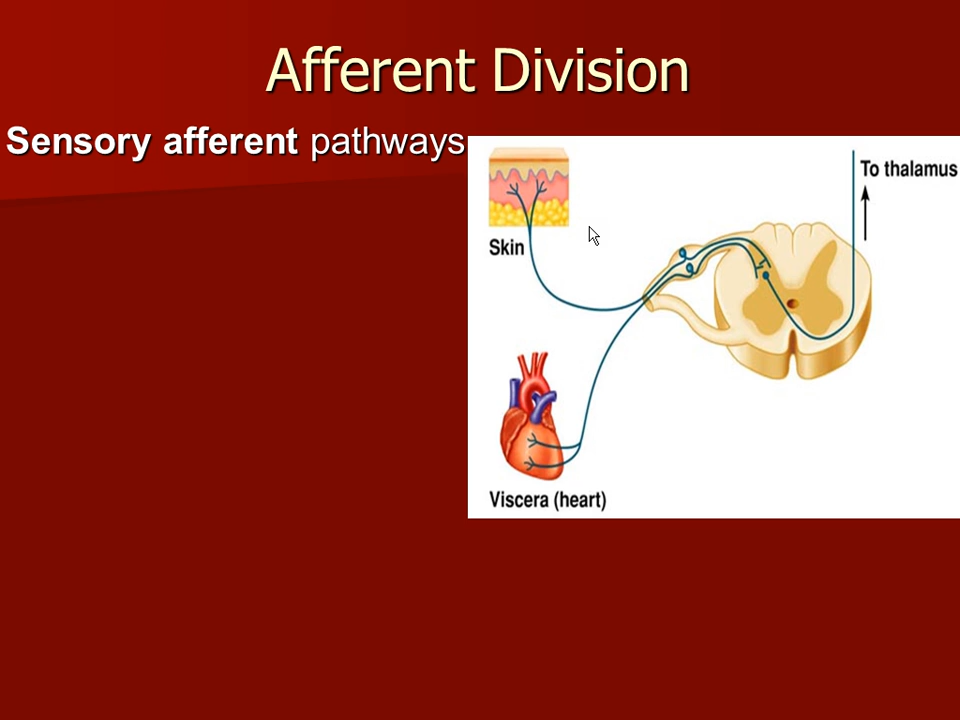 Afferent Division
Sensory afferent pathways
To thalamus
Skin
Viscera (heart)